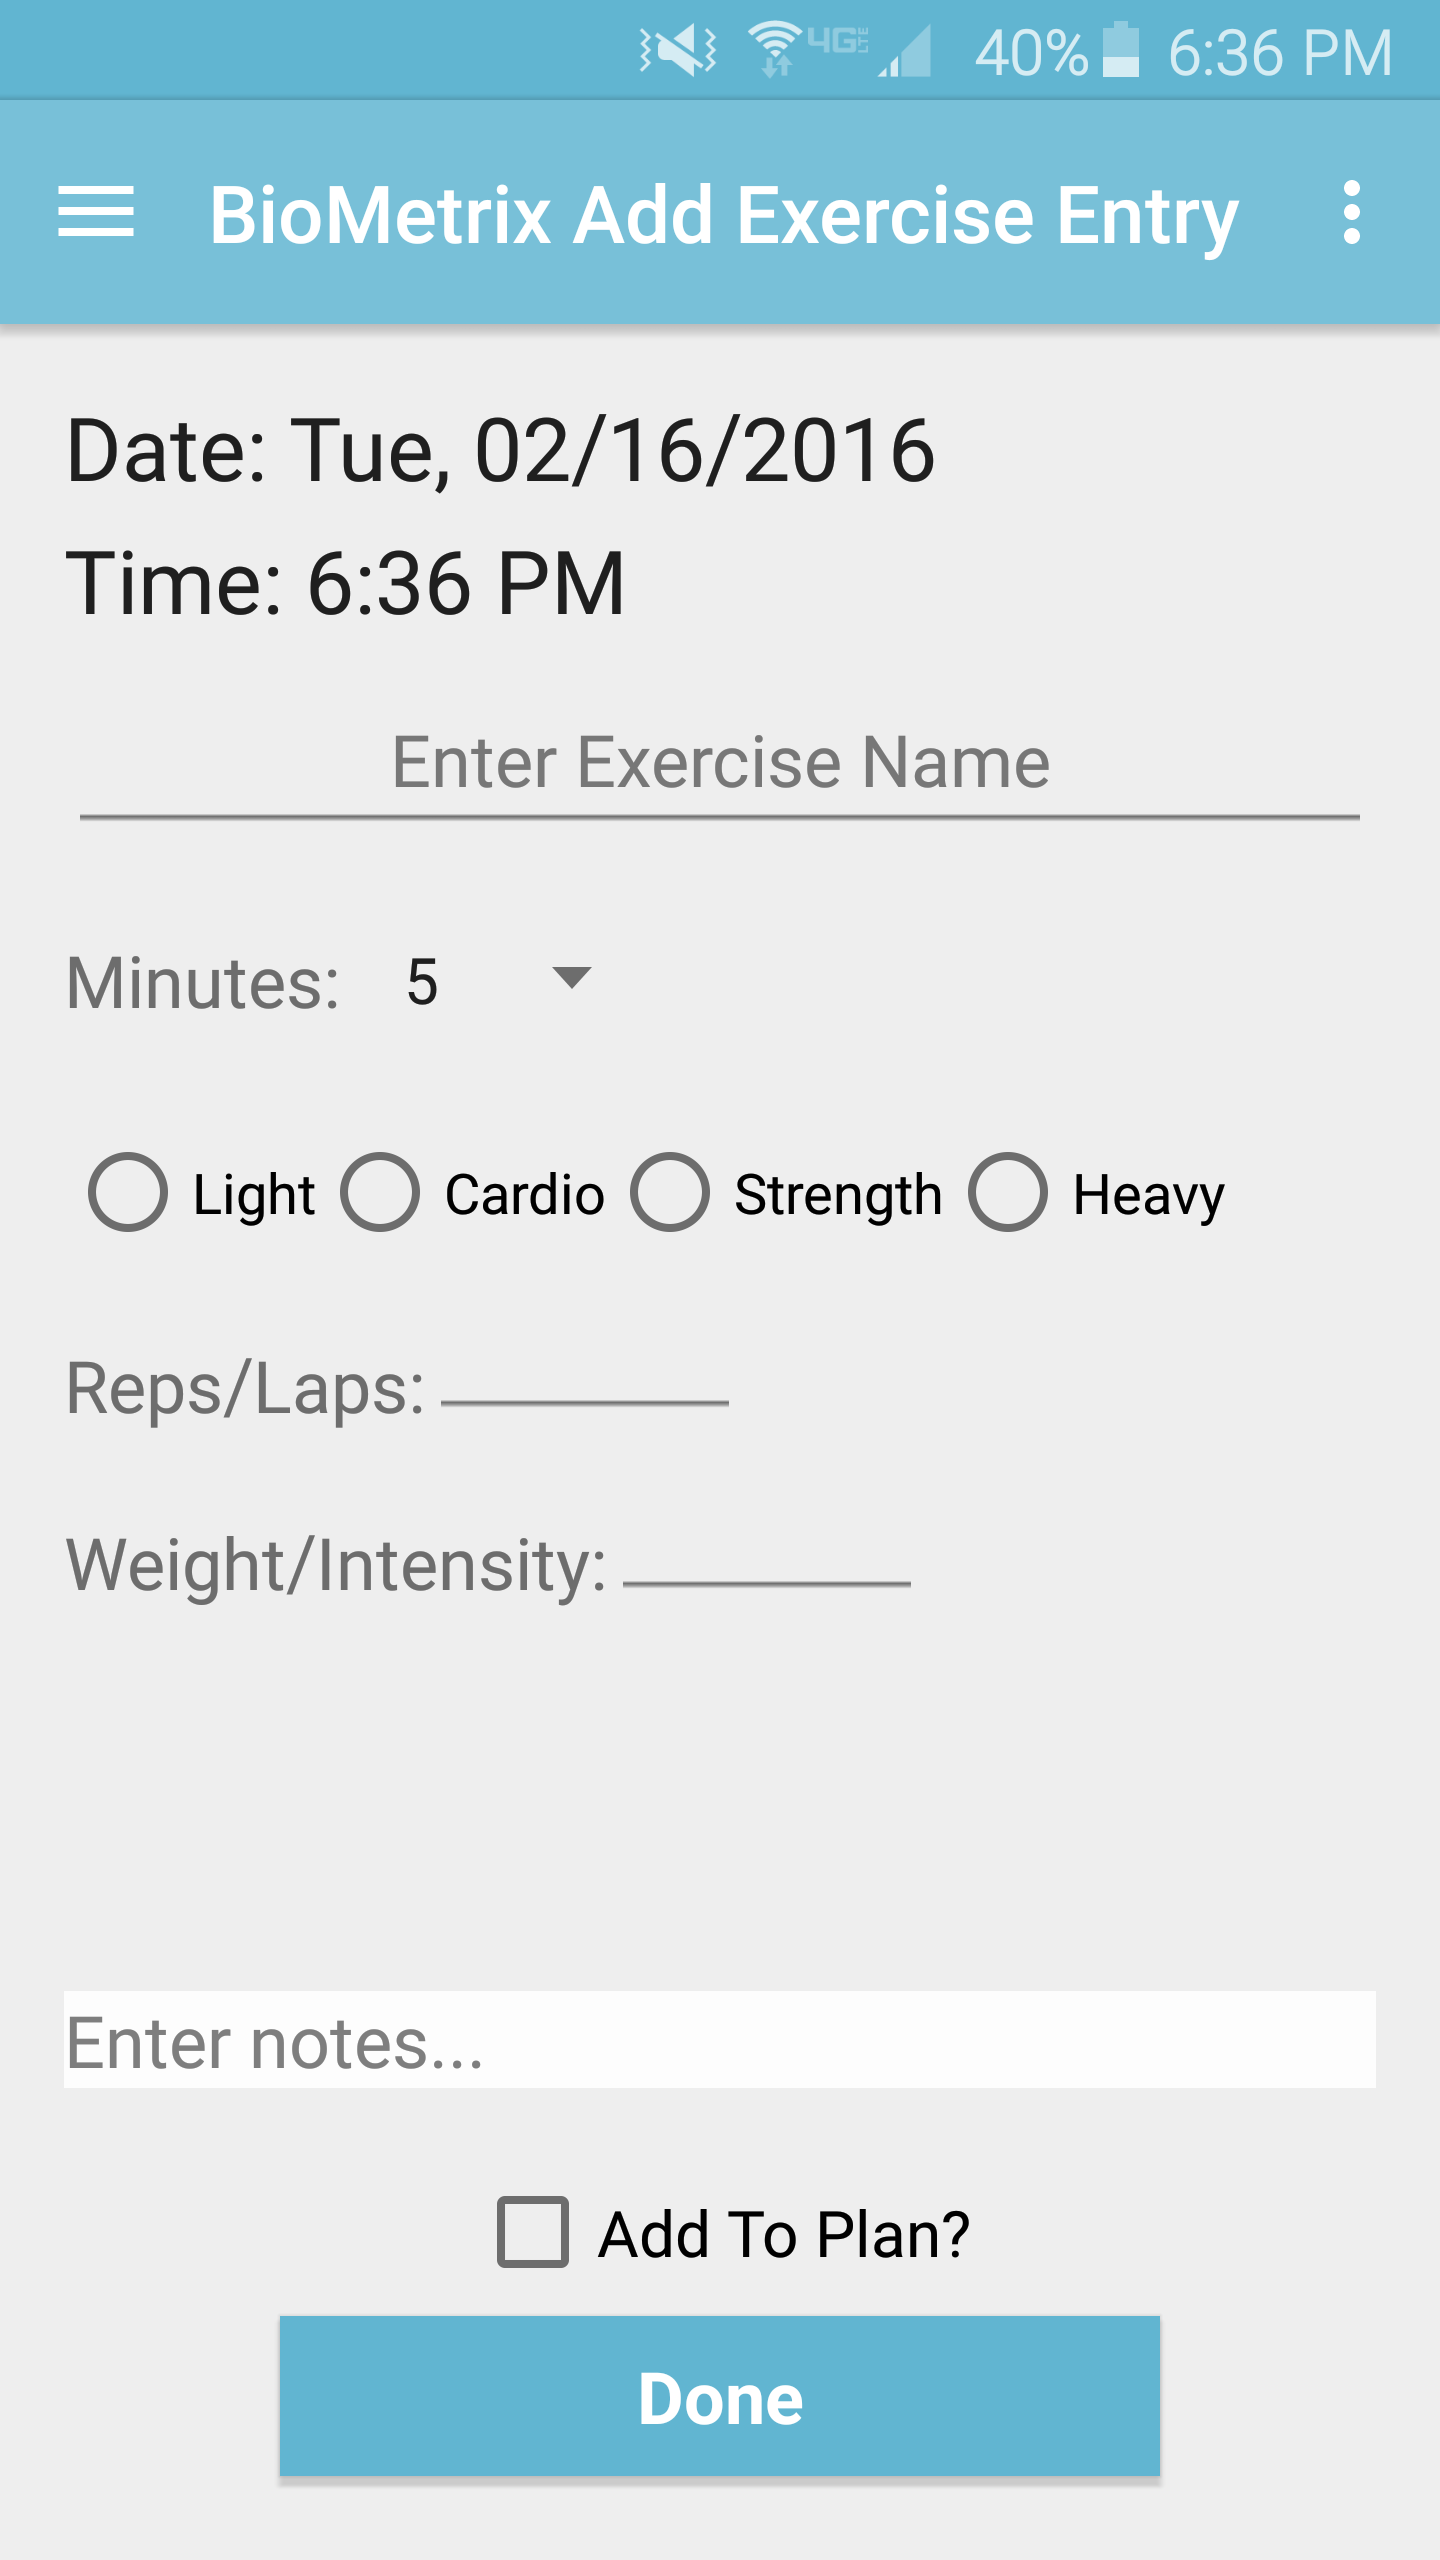 4G LTE 40% 6:36 PM
BioMetrix Add Exercise Entry
Date: Tue, 02/16/2016
Time: 6:36 PM
Enter Exercise Name
Minutes: 5
Light Cardio Strength Heavy
Reps/Laps:
Weight/Intensity:
Enter notes...
Add To Plan?
Done